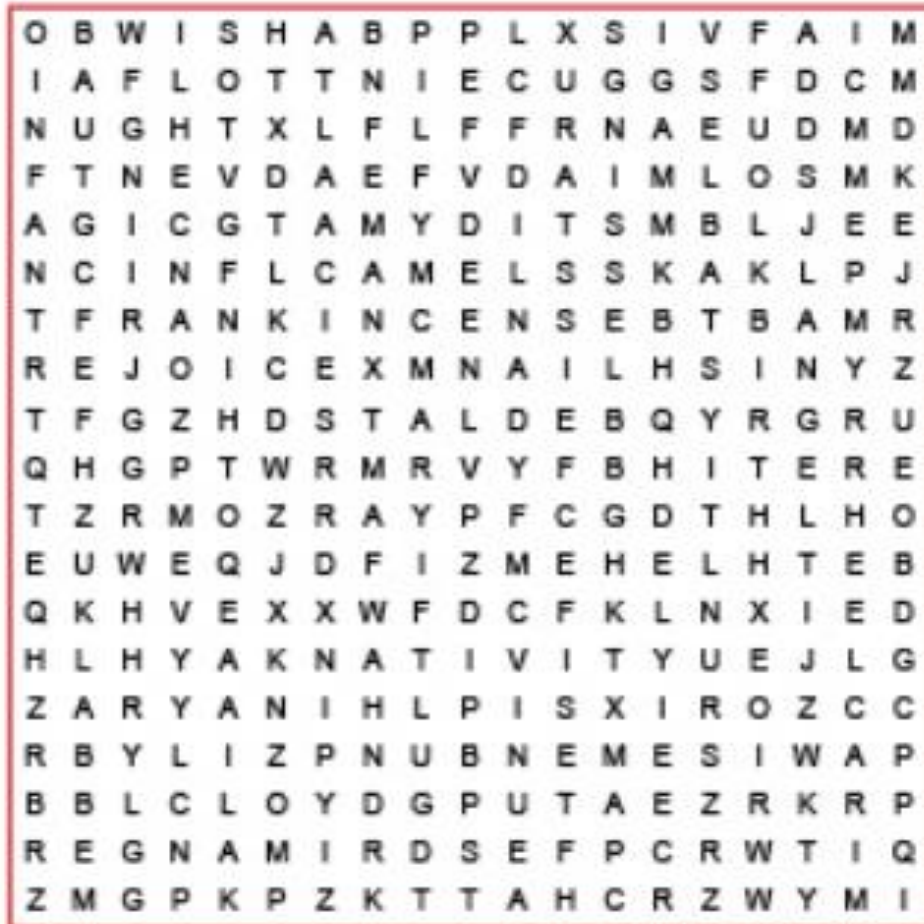 O B W I S H A B P P L X S I V F A I M
I A F L O T T N I E C U G G S F D C M
N U G H T X L F L F F R N A E U D M D
F T N E V D A E F V D A I M L O S M K
A G I C G T A M Y D I T S M B L J E E
N C I N F L C A M E L S S K A K L P J
T F R A N K I N C E N S E B T B A M R
R E J O I C E X M N A I L H S I N Y Z
T F G Z H D S T A L D E B Q Y R G R U
Q H G P T W R M R V Y F B H I T E R E
T Z R M O Z R A Y P F C G D T H L H O
E U W E Q J D F I Z M E H E L H T E B
Q K H V E X X W F D C F K L N X I E D
H L H Y A K N A T I V I T Y U E J L G
Z A R Y A N I H L P I S X I R O Z C C
R B Y L I Z P N U B N E M E S I W A P
B B L C L O Y D G P U T A E Z R K R P
R E G N A M I R D S E F P C R W T I Q
Z M G P K P Z K T T A H C R Z W Y M I